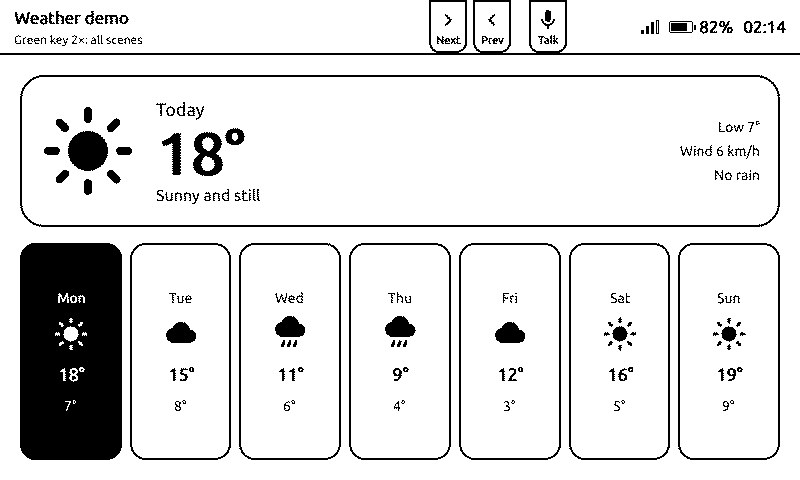 Weather demo
Green key 2×: all scenes
Next
Prev
Talk
82%
02:14
Today
18°
Sunny and still
Low 7°
Wind 6 km/h
No rain
Mon
18°
7°
Tue
15°
8°
Wed
11°
6°
Thu
9°
4°
Fri
12°
3°
Sat
16°
5°
Sun
19°
9°